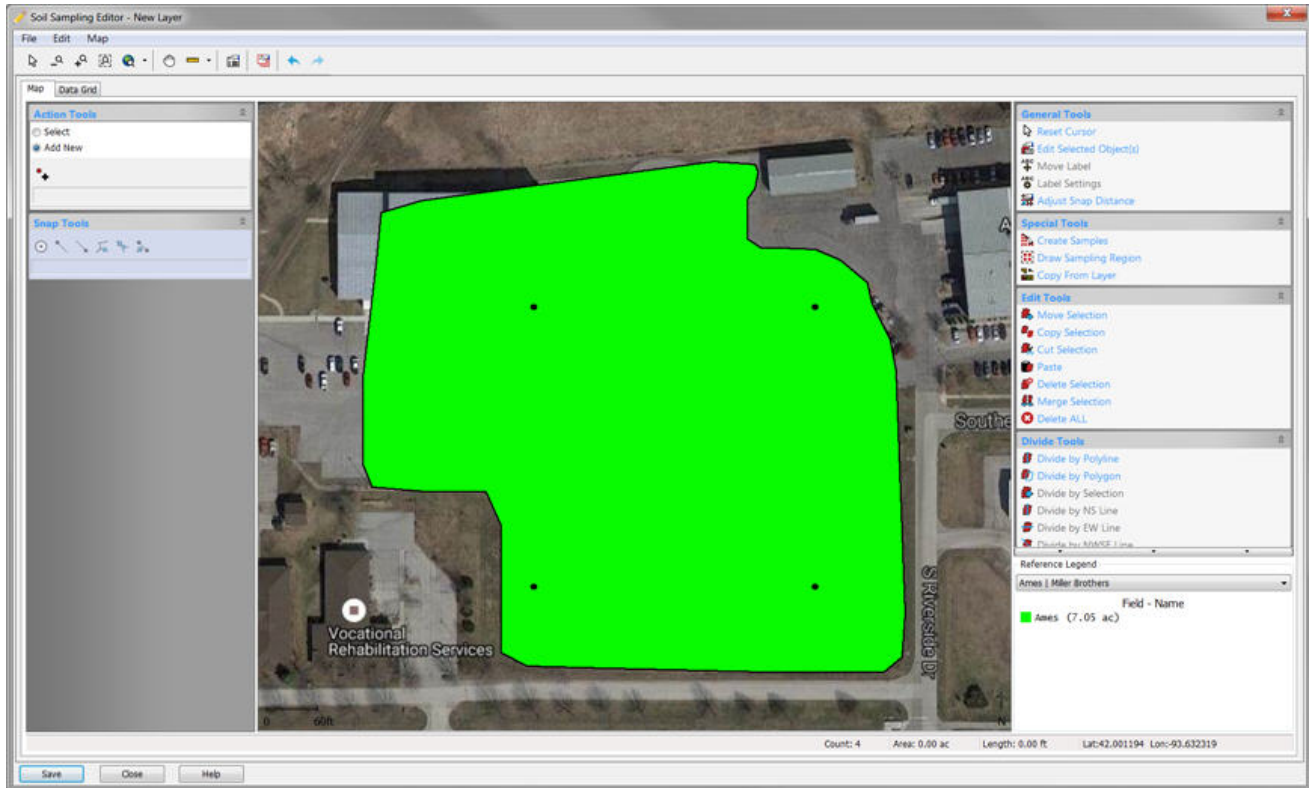 Soil Sampling Editor - New Layer
File Edit Map
Map Data Grid
Action Tools
Select
Add New
Snap Tools
General Tools
Reset Cursor
Edit Selected Object(s)
Move Label
Label Settings
Adjust Snap Distance
Special Tools
Create Samples
Draw Sampling Region
Copy From Layer
Edit Tools
Move Selection
Copy Selection
Cut Selection
Paste
Delete Selection
Merge Selection
Delete ALL
Divide Tools
Divide by Polyline
Divide by Polygon
Divide by Selection
Divide by NS Line
Divide by EW Line
Divide by NWSE Line
Reference Legend
Ames | Miller Brothers
Field - Name
Ames (7.05 ac)
A
Southe
S Riverside Dr
Vocational
Rehabilitation Services
0 60ft
N
Count: 4 Area: 0.00 ac Length: 0.00 ft Lat:42.001194 Lon:-93.632319
Save Close Help